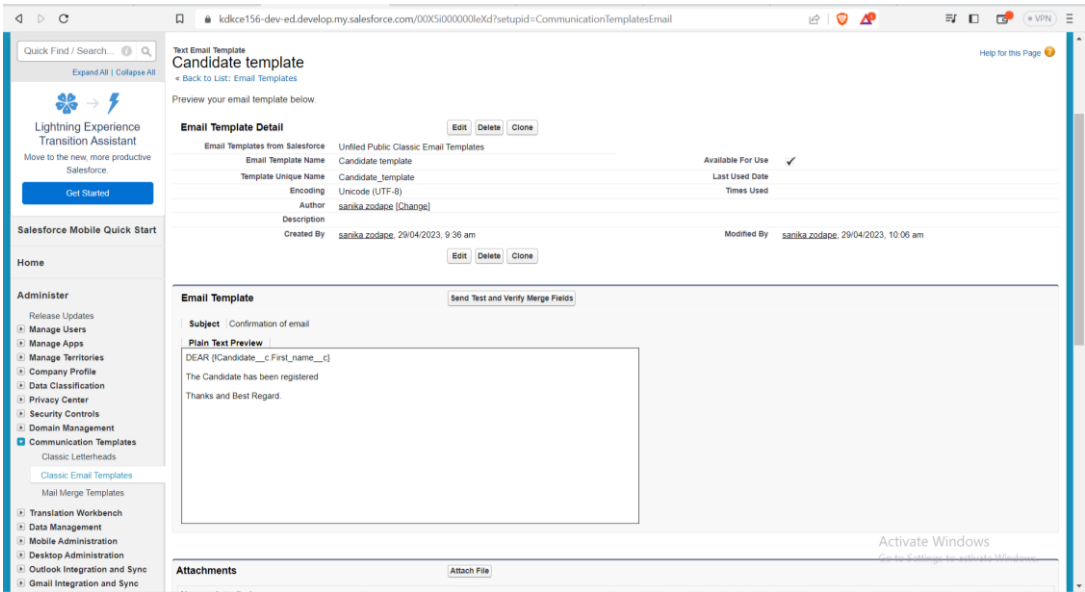 kdkce156-dev-ed.develop.my.salesforce.com/00X5i000000leXd?setupid=CommunicationTemplatesEmail
VPN
Quick Find / Search...
Expand All | Collapse All
Lightning Experience
Transition Assistant
Move to the new, more productive
Salesforce.
Get Started
Salesforce Mobile Quick Start
Home
Administer
Release Updates
Manage Users
Manage Apps
Manage Territories
Company Profile
Data Classification
Privacy Center
Security Controls
Domain Management
Communication Templates
Classic Letterheads
Classic Email Templates
Mail Merge Templates
Translation Workbench
Data Management
Mobile Administration
Desktop Administration
Outlook Integration and Sync
Gmail Integration and Sync
Text Email Template
Candidate template
« Back to List: Email Templates
Help for this Page
Preview your email template below.
Email Template Detail Edit Delete Clone
Email Templates from Salesforce Unfiled Public Classic Email Templates
Email Template Name Candidate template Available For Use ✓
Template Unique Name Candidate_template Last Used Date
Encoding Unicode (UTF-8) Times Used
Author sanika zodape [Change]
Description
Created By sanika zodape, 29/04/2023, 9:36 am Modified By sanika zodape, 29/04/2023, 10:06 am
Edit Delete Clone
Email Template Send Test and Verify Merge Fields
Subject Confirmation of email
Plain Text Preview
DEAR {!Candidate__c.First_name__c}
The Candidate has been registered
Thanks and Best Regard.
Activate Windows
Go to Settings to activate Windows.
Attachments Attach File